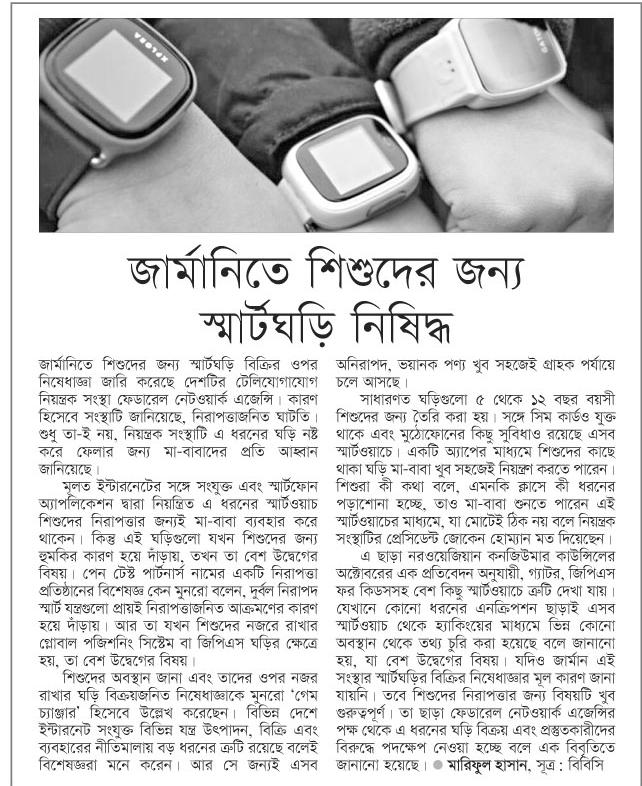 XPLORA
GATOR
জার্মানিতে শিশুদের জন্য
স্মার্টঘড়ি নিষিদ্ধ
জার্মানিতে শিশুদের জন্য স্মার্টঘড়ি বিক্রির ওপর
নিষেধাজ্ঞা জারি করেছে দেশটির টেলিযোগাযোগ
নিয়ন্ত্রক সংস্থা ফেডারেল নেটওয়ার্ক এজেন্সি। কারণ
হিসেবে সংস্থাটি জানিয়েছে, নিরাপত্তাজনিত ঘাটতি।
শুধু তা-ই নয়, নিয়ন্ত্রক সংস্থাটি এ ধরনের ঘড়ি নষ্ট
করে ফেলার জন্য মা-বাবাদের প্রতি আহ্বান
জানিয়েছে।
মূলত ইন্টারনেটের সঙ্গে সংযুক্ত এবং স্মার্টফোন
অ্যাপলিকেশন দ্বারা নিয়ন্ত্রিত এ ধরনের স্মার্টওয়াচ
শিশুদের নিরাপত্তার জন্যই মা-বাবা ব্যবহার করে
থাকেন। কিন্তু এই ঘড়িগুলো যখন শিশুদের জন্য
হুমকির কারণ হয়ে দাঁড়ায়, তখন তা বেশ উদ্বেগের
বিষয়। পেন টেস্ট পার্টনার্স নামের একটি নিরাপত্তা
প্রতিষ্ঠানের বিশেষজ্ঞ কেন মুনরো বলেন, দুর্বল নিরাপদ
স্মার্ট যন্ত্রগুলো প্রায়ই নিরাপত্তাজনিত আক্রমণের কারণ
হয়ে দাঁড়ায়। আর তা যখন শিশুদের নজরে রাখার
গ্লোবাল পজিশনিং সিস্টেম বা জিপিএস ঘড়ির ক্ষেত্রে
হয়, তা বেশ উদ্বেগের বিষয়।
শিশুদের অবস্থান জানা এবং তাদের ওপর নজর
রাখার ঘড়ি বিক্রয়জনিত নিষেধাজ্ঞাকে মুনরো ‘গেম
চ্যাঞ্জার’ হিসেবে উল্লেখ করেছেন। বিভিন্ন দেশে
ইন্টারনেট সংযুক্ত বিভিন্ন যন্ত্র উৎপাদন, বিক্রি এবং
ব্যবহারের নীতিমালায় বড় ধরনের ত্রুটি রয়েছে বলেই
বিশেষজ্ঞরা মনে করেন। আর সে জন্যই এসব
অনিরাপদ, ভয়ানক পণ্য খুব সহজেই গ্রাহক পর্যায়ে
চলে আসছে।
সাধারণত ঘড়িগুলো ৫ থেকে ১২ বছর বয়সী
শিশুদের জন্য তৈরি করা হয়। সঙ্গে সিম কার্ডও যুক্ত
থাকে এবং মুঠোফোনের কিছু সুবিধাও রয়েছে এসব
স্মার্টওয়াচে। একটি অ্যাপের মাধ্যমে শিশুদের কাছে
থাকা ঘড়ি মা-বাবা খুব সহজেই নিয়ন্ত্রণ করতে পারেন।
শিশুরা কী কথা বলে, এমনকি ক্লাসে কী ধরনের
পড়াশোনা হচ্ছে, তাও মা-বাবা শুনতে পারেন এই
স্মার্টওয়াচের মাধ্যমে, যা মোটেই ঠিক নয় বলে নিয়ন্ত্রক
সংস্থাটির প্রেসিডেন্ট জোকেন হোম্যান মত দিয়েছেন।
এ ছাড়া নরওয়েজিয়ান কনজিউমার কাউন্সিলের
অক্টোবরের এক প্রতিবেদন অনুযায়ী, গ্যাটর, জিপিএস
ফর কিডসসহ বেশ কিছু স্মার্টওয়াচে ত্রুটি দেখা যায়।
যেখানে কোনো ধরনের এনক্রিপশন ছাড়াই এসব
স্মার্টওয়াচ থেকে হ্যাকিংয়ের মাধ্যমে ভিন্ন কোনো
অবস্থান থেকে তথ্য চুরি করা হয়েছে বলে জানানো
হয়, যা বেশ উদ্বেগের বিষয়। যদিও জার্মান এই
সংস্থার স্মার্টঘড়ির বিক্রির নিষেধাজ্ঞার মূল কারণ জানা
যায়নি। তবে শিশুদের নিরাপত্তার জন্য বিষয়টি খুব
গুরুত্বপূর্ণ। তা ছাড়া ফেডারেল নেটওয়ার্ক এজেন্সির
পক্ষ থেকে এ ধরনের ঘড়ি বিক্রয় এবং প্রস্তুতকারীদের
বিরুদ্ধে পদক্ষেপ নেওয়া হচ্ছে বলে এক বিবৃতিতে
জানানো হয়েছে। ● মারিফুল হাসান, সূত্র : বিবিসি